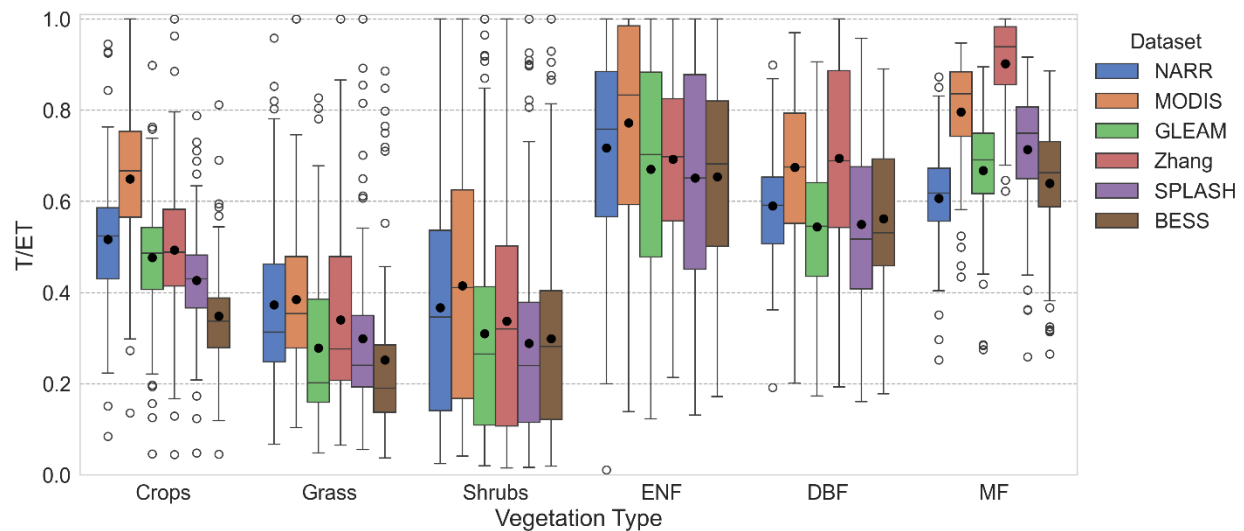 T/ET
1.0
0.8
0.6
0.4
0.2
0.0
Crops Grass Shrubs ENF DBF MF
Vegetation Type
Dataset
NARR
MODIS
GLEAM
Zhang
SPLASH
BESS